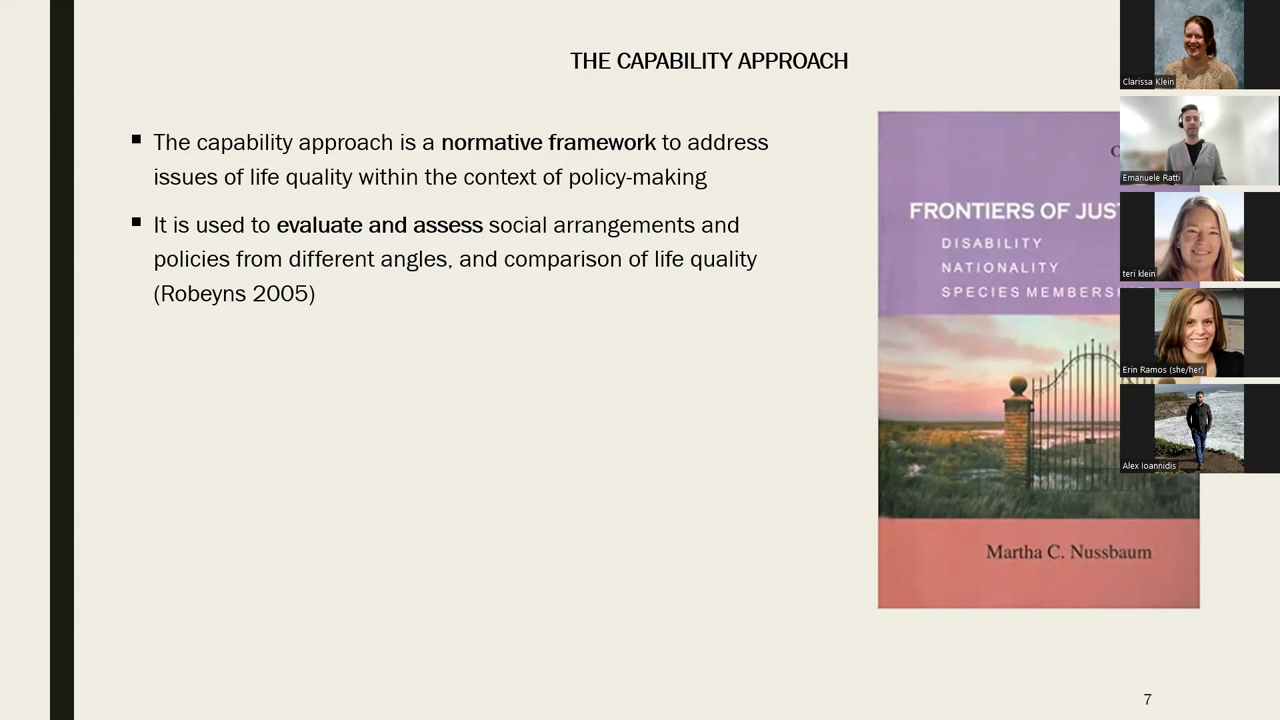 THE CAPABILITY APPROACH
The capability approach is a normative framework to address
issues of life quality within the context of policy-making
It is used to evaluate and assess social arrangements and
policies from different angles, and comparison of life quality
(Robeyns 2005)
FRONTIERS OF
DISABILITY
NATIONALITY
SPECIES
Martha C. Nussbaum
Clarissa Klein
Emanuele Ratti
teri klein
Erin Ramos (she/her)
Alex Ioannidis
7